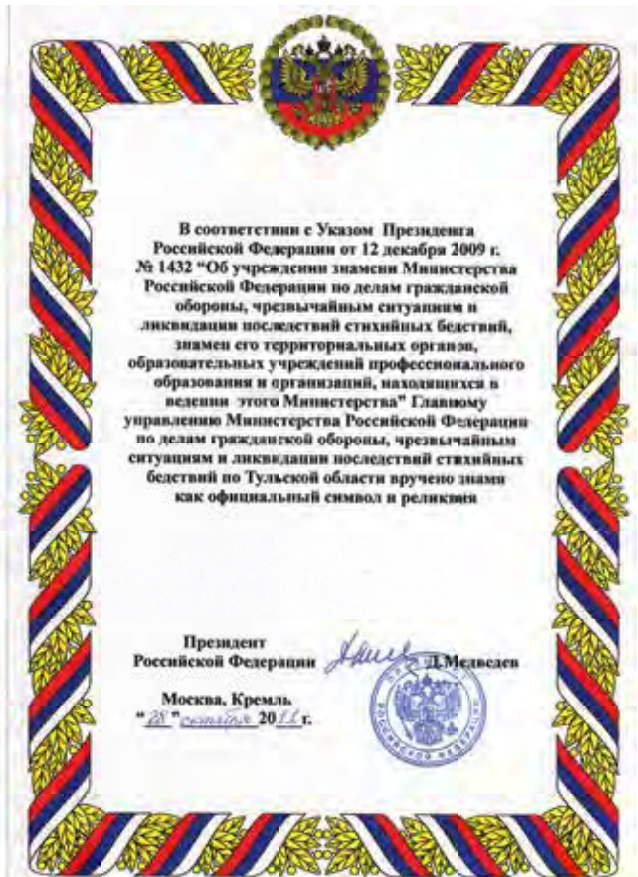 В соответствии с Указом Президента
Российской Федерации от 12 декабря 2009 г.
№ 1432 “Об учреждении знамени Министерства
Российской Федерации по делам гражданской
обороны, чрезвычайным ситуациям и
ликвидации последствий стихийных бедствий,
знамен его территориальных органов,
образовательных учреждений профессионального
образования и организаций, находящихся в
ведении этого Министерства” Главному
управлению Министерства Российской Федерации
по делам гражданской обороны, чрезвычайным
ситуациям и ликвидации последствий стихийных
бедствий по Тульской области вручено знамя
как официальный символ и реликвия
Президент
Российской Федерации Д.Медведев
Москва, Кремль
“28” 2011 г.
РОССИЙСКОЙ ФЕДЕРАЦИИ